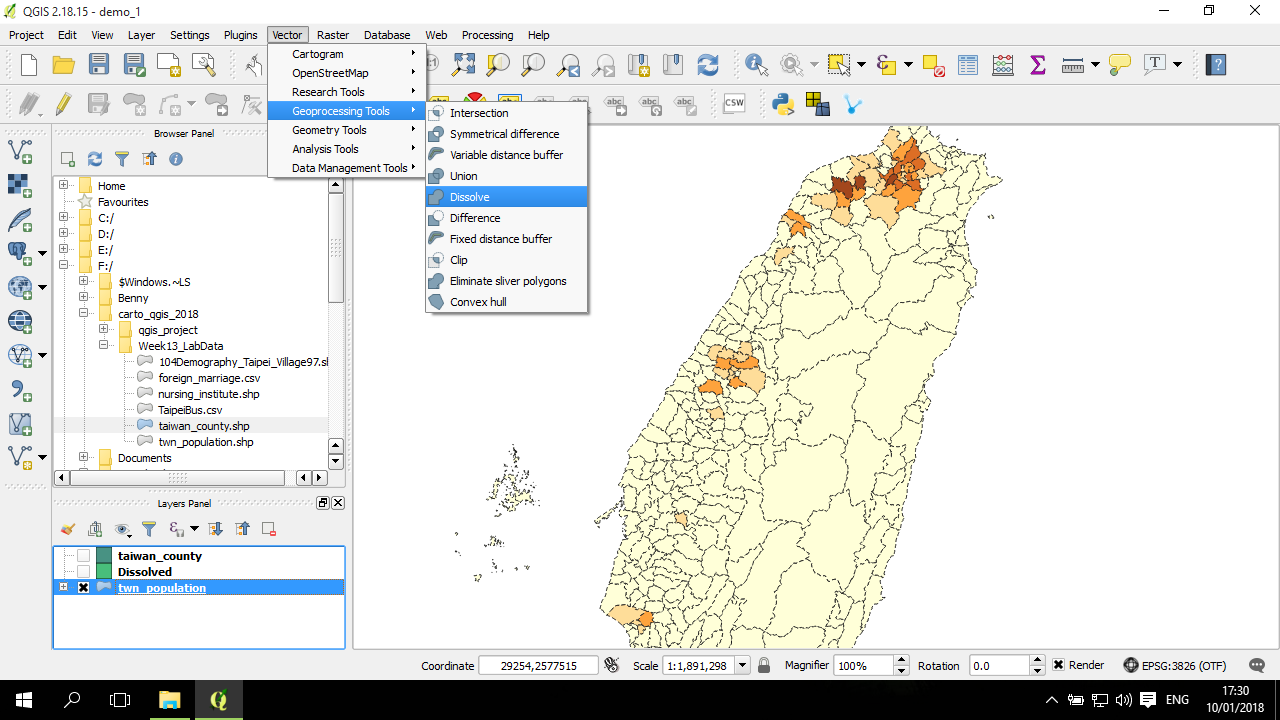 QGIS 2.18.15 - demo_1
Project Edit View Layer Settings Plugins Vector Raster Database Web Processing Help
Cartogram
OpenStreetMap
Research Tools
Geoprocessing Tools
Geometry Tools
Analysis Tools
Data Management Tools
Intersection
Symmetrical difference
Variable distance buffer
Union
Dissolve
Difference
Fixed distance buffer
Clip
Eliminate sliver polygons
Convex hull
abc abc abc CSW
Browser Panel
Home
Favourites
C:/
D:/
E:/
F:/
$Windows.~LS
Benny
carto_qgis_2018
qgis_project
Week13_LabData
104Demography_Taipei_Village97.sl
foreign_marriage.csv
nursing_institute.shp
TaipeiBus.csv
taiwan_county.shp
twn_population.shp
Documents
Layers Panel
taiwan_county
Dissolved
twn_population
Coordinate 29254,2577515 Scale 1:1,891,298 Magnifier 100% Rotation 0.0 Render EPSG:3826 (OTF)
ENG
17:30
10/01/2018